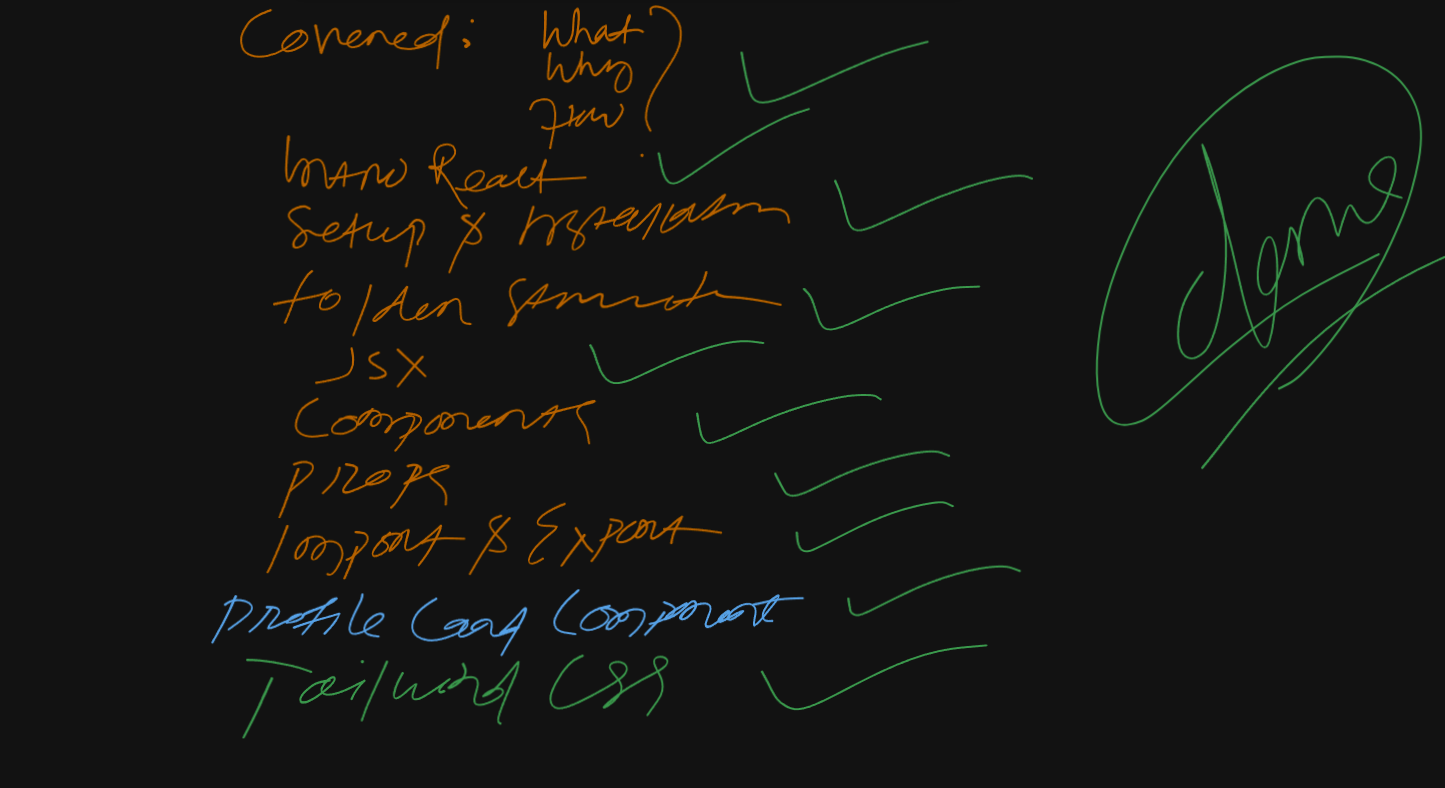 Covered: What
Why
How
Intro React
Setup & Installation
folder structure
JSX
Components
Props
Import & Export
Profile Card Component
Tailwind CSS